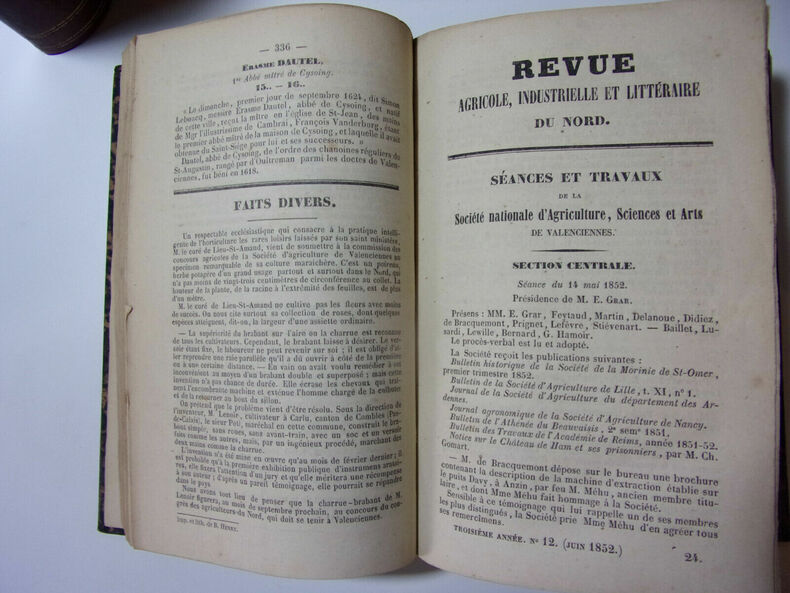 — 336 —
Erasme DAUTEL,
1er Abbé mitré de Cysoing.
15.. — 16..
« Le dimanche, premier jour de septembre 1624, dit Simon
Leboucq, messire Erasme Dautel, abbé de Cysoing, et natif
de cette ville, reçut la mitre en l'église de St-Jean, des mains
de Mgr l'illustrissime de Cambrai, François Vanderburg, étant
le premier abbé mitré de la maison de Cysoing, et laquelle il avait
obtenue du Saint-Siège pour lui et ses successeurs. »
Dautel, abbé de Cysoing, de l'ordre des chanoines réguliers du
St-Augustin, rangé par d'Oultreman parmi les doctes de Valen-
ciennes, fut béni en 1618.
FAITS DIVERS.
Un respectable ecclésiastique qui consacre à la pratique intelli-
gente de l'horticulture les rares loisirs laissés par son saint ministère,
M. le curé de Lieu-St-Amand, vient de soumettre à la commission des
concours agricoles de la Société d'agriculture de Valenciennes au
spécimen remarquable de sa culture maraîchère. C'est un poireau,
herbe potagère d'un grand usage partout et surtout dans le Nord, qui
n'a pas moins de vingt-trois centimètres de circonférence au collet. La
hauteur de la plante, de la racine à l'extrémité des feuilles, est de plus
d'un mètre.
M. le curé de Lieu-St-Amand ne cultive pas les fleurs avec moins
de succès. On nous cite surtout sa collection de roses, dont quelques
espèces atteignent, dit-on, la largeur d'une assiette ordinaire.
— La supériorité du brabant sur l'airo on la charrue est reconnue
de tous les cultivateurs. Cependant, le brabant laisse à désirer. Le ver-
soir étant fixe, le laboureur ne peut revenir sur soi ; il est obligé d'al-
ler reprendre une raie parallèle qu'il a dû ouvrir à côté de la première
en à une certaine distance. — En vain on avait voulu remédier à cet
inconvénient au moyen d'un brabant double et superposé ; mais cette
invention n'a pas chance de durée. Elle écrase les chevaux qui trai-
nent l'encombrante machine et exténue l'homme chargé de la culbuter
et de la retourner au bout du sillon.
On prétend que le problème vient d'être résolu. Sous la direction de
l'inventeur, M. Lenoir, cultivateur à Carlu, canton de Combles (Pas-
de-Calais), le sieur Poti, maréchal en cette commune, construit le bra-
bant simple, sans roues, sans avant-train, avec un soc et un versoir
faits comme les autres, mais, par un ingénieux procédé, marchant des
deux mains comme la charrue.
L'invention n'a été mise en œuvre qu'au mois de février dernier ; il
est probable qu'à la première exhibition publique d'instrumens aratoi-
res, elle fixera l'attention d'un jury et qu'elle méritera une récompense
à son auteur ; d'après un pareil témoignage, elle pourrait se répandre
dans le pays.
Nous avons tout lieu de penser que la charrue-brabant de M.
Lenoir figurera, au mois de septembre prochain, au concours du con-
grès des agriculteurs du Nord, qui doit se tenir à Valenciennes.
Imp. et lith. de B. Henry.
REVUE
AGRICOLE, INDUSTRIELLE ET LITTÉRAIRE
DU NORD.
SÉANCES ET TRAVAUX
DE LA
Société nationale d'Agriculture, Sciences et Arts
DE VALENCIENNES.
SECTION CENTRALE.
Séance du 14 mai 1852.
Présidence de M. E. Grar.
Présens : MM. E. Grar, Feytaud, Martin, Delanoue, Didiez,
de Bracquemont, Prignet, Lefèvre, Stiévenart. — Baillet, Lu-
sardi, Lewille, Bernard, G. Hamoir.
Le procès-verbal est lu et adopté.
La Société reçoit les publications suivantes :
Bulletin historique de la Société de la Morinie de St-Omer,
premier trimestre 1852.
Bulletin de la Société d'Agriculture de Lille, t. XI, n° 1.
Journal de la Société d'Agriculture du département des Ar-
dennes.
Journal agronomique de la Société d'Agriculture de Nancy.
Bulletin de l'Athénée du Beauvaisis, 2e semre 1851.
Bulletin des Travaux de l'Académie de Reims, année 1851-52.
Notice sur le Château de Ham et ses prisonniers, par M. Ch.
Gomart.
— M. de Bracquemont dépose sur le bureau une brochure
contenant la description de la machine d'extraction établie sur
le puits Davy, à Anzin, par feu M. Méhu, ancien membre titu-
laire, et dont Mme Méhu fait hommage à la Société.
Sensible à ce témoignage qui lui rappelle un de ses membres
les plus distingués, la Société prie Mme Méhu d'en agréer tous
ses remercîmens.
TROISIÈME ANNÉE. N° 12. (JUIN 1852.)
24.